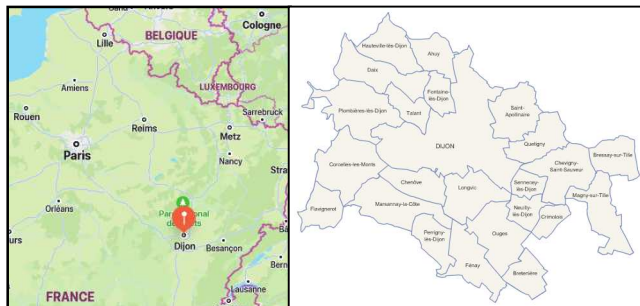 Cologne
Lille
BELGIQUE
LUXEMBOURG
Amiens
Sarrebruck
Rouen
Reims
Metz
Paris
Nancy
Orléans
Dijon
Besançon
Lausanne
FRANCE
Hauteville-lès-Dijon
Ahuy
Daix
Fontaine-
lès-Dijon
Plombières-lès-Dijon
Talant
Saint-
Apollinaire
DIJON
Quetigny
Corcelles-les-Monts
Chevigny-
Saint-Sauveur
Bressey-sur-Tille
Chenôve
Longvic
Sennecey-
lès-Dijon
Magny-sur-Tille
Flavignerot
Marsannay-la-Côte
Neuilly-
lès-Dijon
Crimolois
Perrigny-
lès-Dijon
Ouges
Fénay
Bretenière